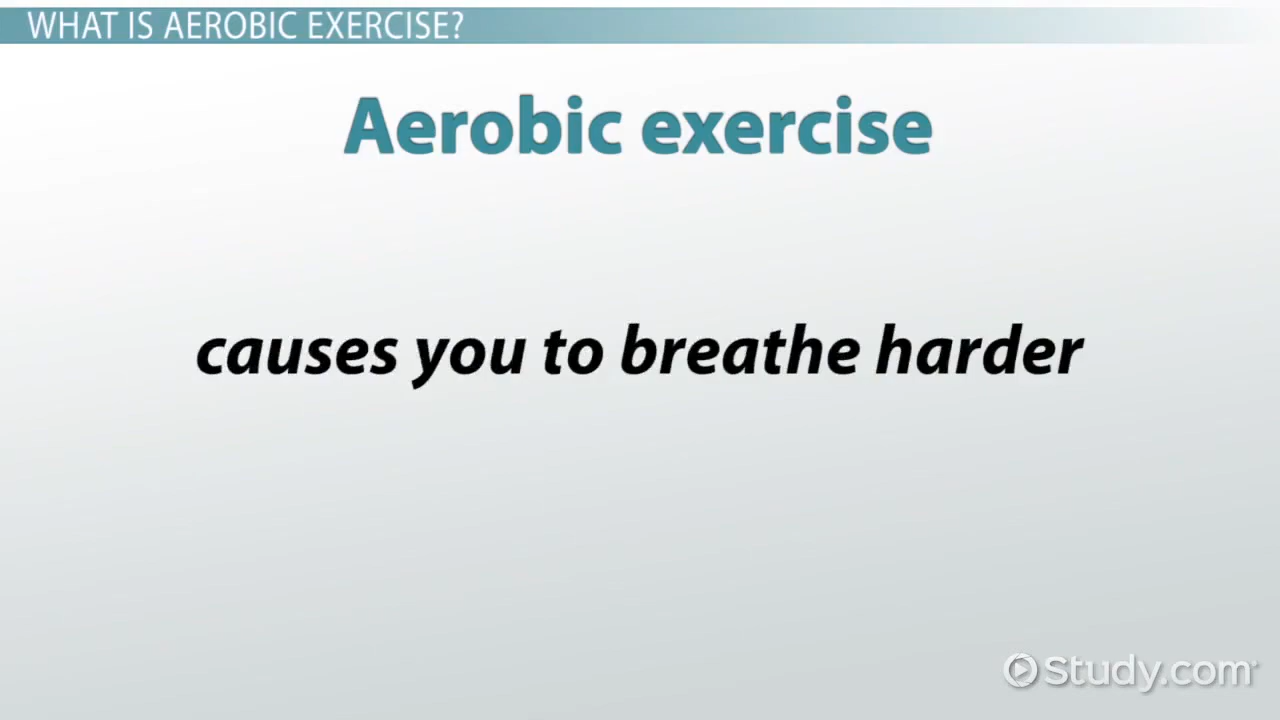 WHAT IS AEROBIC EXERCISE?
Aerobic exercise
causes you to breathe harder
Study.com